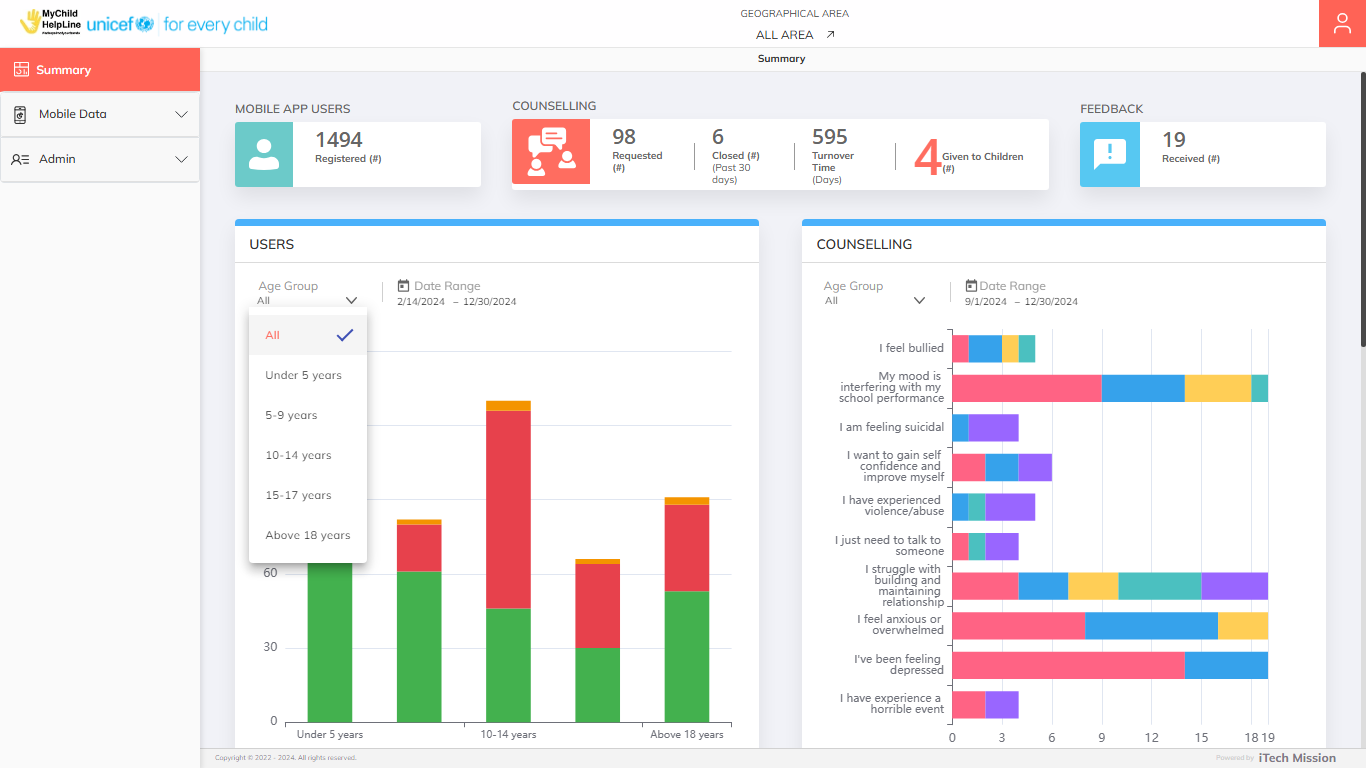 MyChild
HelpLine
unicef for every child
GEOGRAPHICAL AREA
ALL AREA
Summary
Summary
Mobile Data
Admin
MOBILE APP USERS
1494
Registered (#)
COUNSELLING
98
Requested
(#)
6
Closed (#)
(Past 30
days)
595
Turnover
Time
(Days)
4
Given to Children
(#)
FEEDBACK
19
Received (#)
USERS
Age Group
All
Date Range
2/14/2024 – 12/30/2024
All
Under 5 years
5-9 years
10-14 years
15-17 years
Above 18 years
60
30
0
Under 5 years
10-14 years
Above 18 years
COUNSELLING
Age Group
All
Date Range
9/1/2024 – 12/30/2024
I feel bullied
My mood is
interfering with my
school performance
I am feeling suicidal
I want to gain self
confidence and
improve myself
I have experienced
violence/abuse
I just need to talk to
someone
I struggle with
building and
maintaining
relationship
I feel anxious or
overwhelmed
I've been feeling
depressed
I have experience a
horrible event
0 3 6 9 12 15 18 19
Copyright © 2022 - 2024. All rights reserved.
Powered by iTech Mission